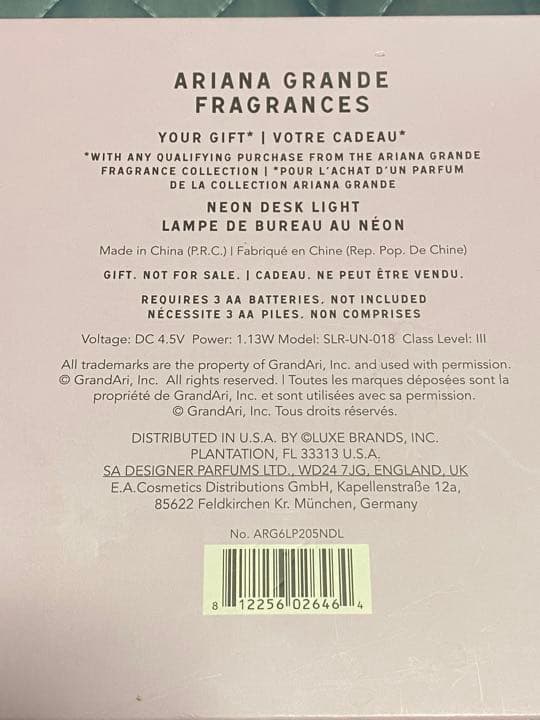 ARIANA GRANDE
FRAGRANCES
YOUR GIFT* | VOTRE CADEAU*
*WITH ANY QUALIFYING PURCHASE FROM THE ARIANA GRANDE
FRAGRANCE COLLECTION | *POUR L'ACHAT D'UN PARFUM
DE LA COLLECTION ARIANA GRANDE
NEON DESK LIGHT
LAMPE DE BUREAU AU NÉON
Made in China (P.R.C.) | Fabriqué en Chine (Rep. Pop. De Chine)
GIFT. NOT FOR SALE. | CADEAU. NE PEUT ÊTRE VENDU.
REQUIRES 3 AA BATTERIES. NOT INCLUDED
NÉCESSITE 3 AA PILES. NON COMPRISES
Voltage: DC 4.5V Power: 1.13W Model: SLR-UN-018 Class Level: III
All trademarks are the property of GrandAri, Inc. and used with permission.
© GrandAri, Inc. All rights reserved. | Toutes les marques déposées sont la
propriété de GrandAri, Inc. et sont utilisées avec sa permission.
© GrandAri, Inc. Tous droits réservés.
DISTRIBUTED IN U.S.A. BY ©LUXE BRANDS, INC.
PLANTATION, FL 33313 U.S.A.
SA DESIGNER PARFUMS LTD., WD24 7JG, ENGLAND, UK
E.A.Cosmetics Distributions GmbH, Kapellenstraße 12a,
85622 Feldkirchen Kr. München, Germany
No. ARG6LP205NDL
8 12256 02646 4